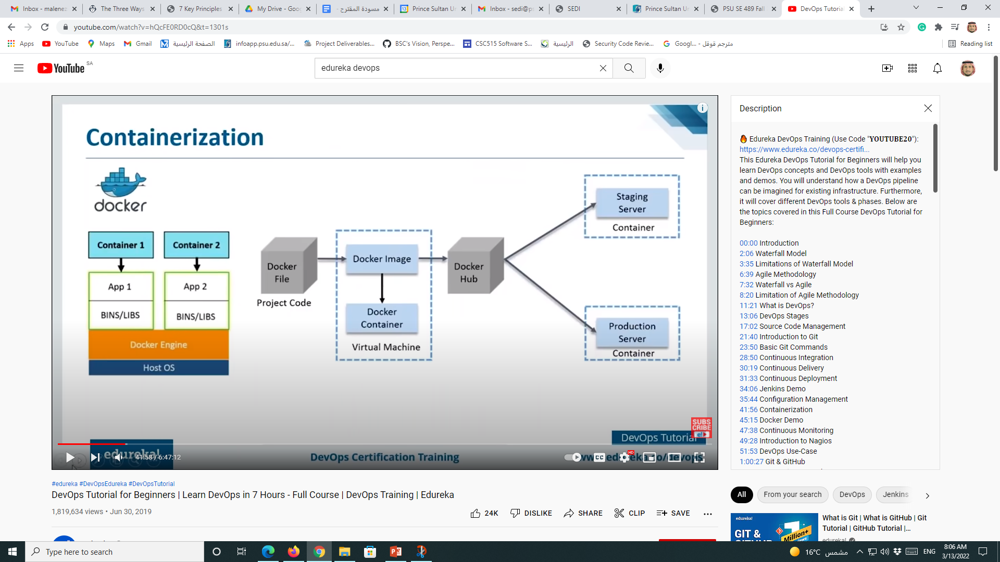 Inbox - malenez
The Three Ways
7 Key Principles
My Drive - Goo
مسودة المقترح -
Prince Sultan Un
Inbox - sedi@ps
SEDI
Prince Sultan Un
PSU SE 489 Fall
DevOps Tutorial
youtube.com/watch?v=hQcFE0RD0cQ&t=1301s
Apps
YouTube
Maps
Gmail
الصفحة الرئيسية
infoapp.psu.edu.sa/...
Project Deliverables...
BSC's Vision, Perspe...
CSC515 Software S...
الرئيسية
Security Code Revie...
Googl... - مترجم قوقل
Reading list
YouTube SA
edureka devops
Containerization
docker
Container 1
Container 2
App 1
App 2
BINS/LIBS
BINS/LIBS
Docker Engine
Host OS
Docker
File
Project Code
Docker Image
Docker
Container
Virtual Machine
Docker
Hub
Staging
Server
Container
Production
Server
Container
SUBS
CRIBE
DevOps Tutorial
edureka!
41:58 / 6:47:12
DevOps Certification Training
CC
HD
www.edureka.co/devops
#edureka #DevOpsEdureka #DevOpsTutorial
DevOps Tutorial for Beginners | Learn DevOps in 7 Hours - Full Course | DevOps Training | Edureka
1,819,634 views • Jun 30, 2019
24K
DISLIKE
SHARE
CLIP
SAVE
Description
Edureka DevOps Training (Use Code "YOUTUBE20"):
https://www.edureka.co/devops-certifi...
This Edureka DevOps Tutorial for Beginners will help you
learn DevOps concepts and DevOps tools with examples
and demos. You will understand how a DevOps pipeline
can be imagined for existing infrastructure. Furthermore,
it will cover different DevOps tools & phases. Below are
the topics covered in this Full Course DevOps Tutorial for
Beginners:
00:00 Introduction
2:06 Waterfall Model
3:35 Limitations of Waterfall Model
6:39 Agile Methodology
7:32 Waterfall vs Agile
8:20 Limitation of Agile Methodology
11:21 What is DevOps?
13:06 DevOps Stages
17:02 Source Code Management
21:40 Introduction to Git
23:50 Basic Git Commands
28:50 Continuous Integration
30:19 Continuous Delivery
31:33 Continuous Deployment
34:06 Jenkins Demo
35:44 Configuration Management
41:56 Containerization
45:15 Docker Demo
47:38 Continuous Monitoring
49:28 Introduction to Nagios
51:53 DevOps Use-Case
1:00:27 Git & GitHub
All
From your search
DevOps
Jenkins
edureka!
GIT &
Million+
What is Git | What is GitHub | Git
Tutorial | GitHub Tutorial |...
edureka!
Type here to search
16°C مشمس
ENG
8:06 AM
3/13/2022